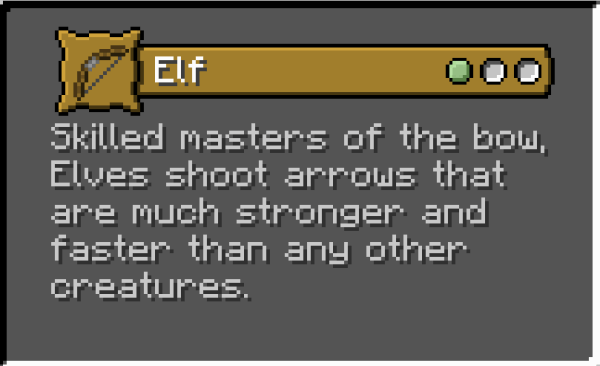 Elf
Skilled masters of the bow,
Elves shoot arrows that
are much stronger and
faster than any other
creatures.